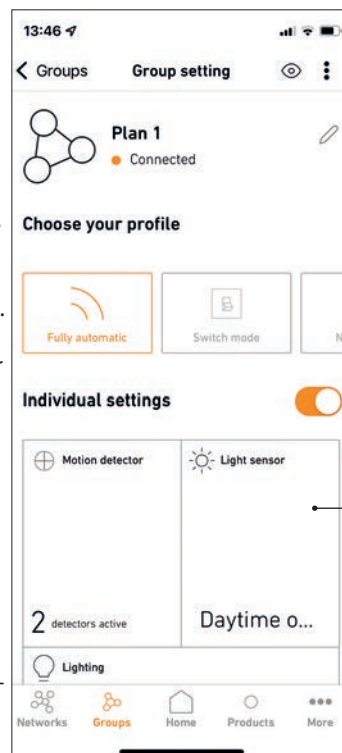 13:46
Groups Group setting
Plan 1
Connected
Choose your profile
Fully automatic Switch mode N
Individual settings
Motion detector Light sensor
2 detectors active Daytime o...
Lighting
Networks Groups Home Products More